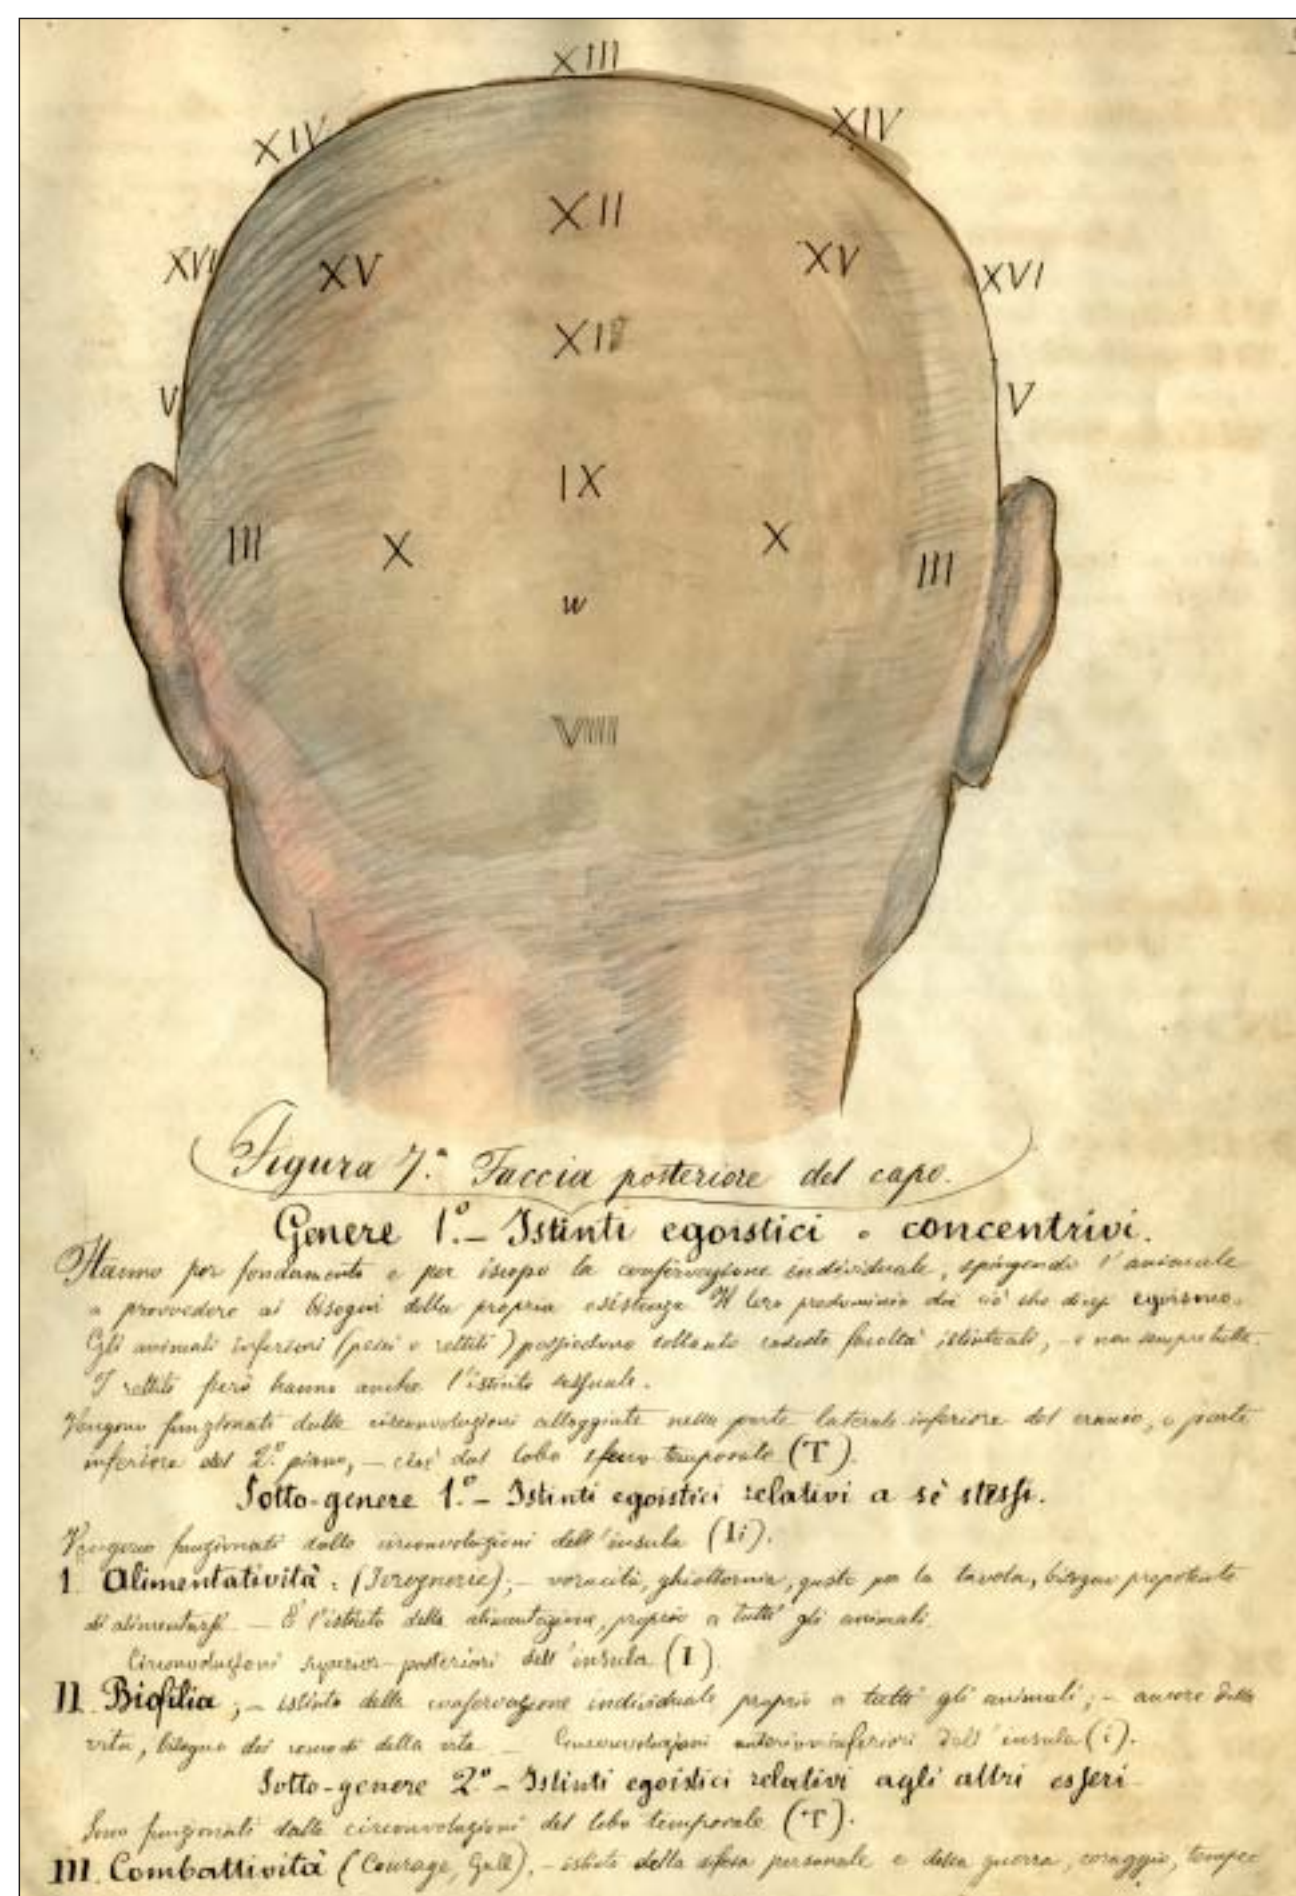 XIII
XIV XIV
XII
XVI XV XV XVI
XI
V V
IX
III X X III
w
VIII
Figura 7.ª Faccia posteriore del capo.
Genere 1.º — Istinti egoistici o concentrivi.
Hanno per fondamento e per iscopo la conservazione individuale, spingendo l'animale
a provvedere ai bisogni della propria esistenza Il loro predominio dà ciò che dicesi egoismo.
Gli animali inferiori (pesci e rettili) posseggono soltanto codeste facoltà istintuali, — e non sempre tutte.
I rettili però hanno anche l'istinto sessuale.
Vengono funzionati dalle circonvoluzioni alloggiate nella parte laterale inferiore del cranio, o parte
inferiore del 2.º piano, — cioè dal lobo sfeno temporale (T).
Sotto-genere 1.º — Istinti egoistici relativi a sè stessi.
Vengono funzionati dalle circonvoluzioni dell'insula (Ii).
I Alimentatività: — voracità, ghiottornia, gusto per la tavola, bisogno prepotente
di alimentarsi — È l'istinto della alimentazione, proprio a tutti gli animali.
Circonvoluzioni superior-posteriori dell'insula (I)
II. Biofilia; — istinto della conservazione individuale proprio a tutti gli animali; — amore della
vita, bisogno dei comodi della vita — Circonvoluzioni anteriori inferiori dell'insula (i).
Sotto-genere 2.º — Istinti egoistici relativi agli altri esseri
Sono funzionati dalle circonvoluzioni del lobo temporale (T).
III. Combattività (Courage, Gall). — istinto della difesa personale e della guerra, coraggio,